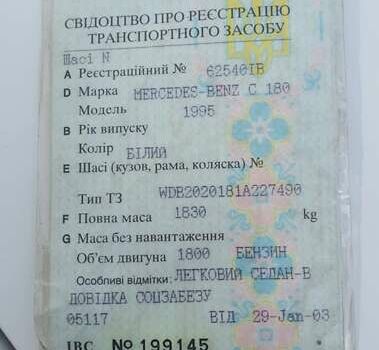 СВІДОЦТВО ПРО РЕЄСТРАЦІЮ
ТРАНСПОРТНОГО ЗАСОБУ
Шасі N
A Реєстраційний № 62540ІВ
D Марка MERCEDES-BENZ C 180
Модель 1995
B Рік випуску
Колір БІЛИЙ
E Шасі (кузов, рама, коляска) №
Тип ТЗ WDB2020181A227490
F Повна маса 1830 kg
G Маса без навантаження
Об'єм двигуна 1800 БЕНЗИН
Особливі відмітки: ЛЕГКОВИЙ СЕДАН-В
ДОВІДКА СОЦЗАБЕЗУ
05117 ВІД 29-Jan-03
ІВС № 199145